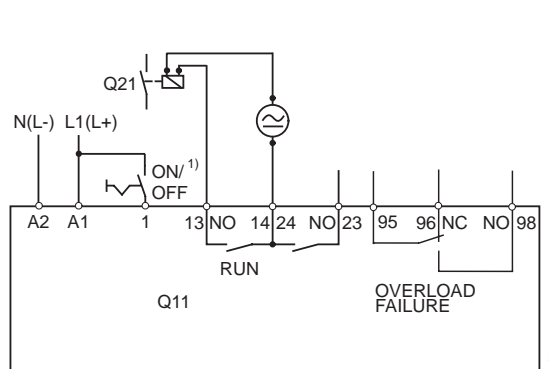 Q21
N(L-) L1(L+)
ON/ 1)
OFF
A2 A1 1 13 NO 14 24 NO 23 95 96 NC NO 98
RUN
Q11
OVERLOAD
FAILURE